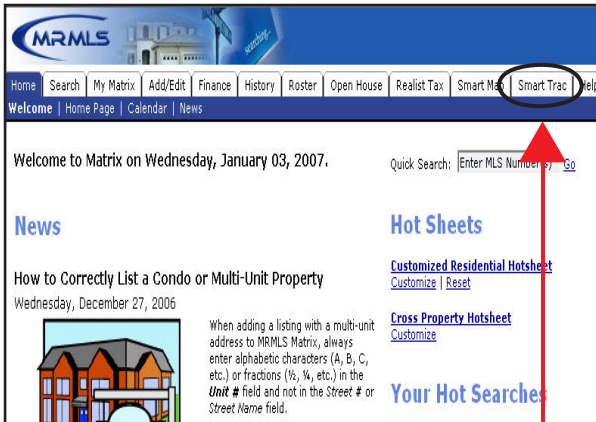 MRMLS
searching...
Home Search My Matrix Add/Edit Finance History Roster Open House Realist Tax Smart Map Smart Trac Help
Welcome | Home Page | Calendar | News
Welcome to Matrix on Wednesday, January 03, 2007.
Quick Search: Enter MLS Number(s) Go
News
How to Correctly List a Condo or Multi-Unit Property
Wednesday, December 27, 2006
When adding a listing with a multi-unit
address to MRMLS Matrix, always
enter alphabetic characters (A, B, C,
etc.) or fractions (½, ¼, etc.) in the
Unit # field and not in the Street # or
Street Name field.
Hot Sheets
Customized Residential Hotsheet
Customize | Reset
Cross Property Hotsheet
Customize
Your Hot Searches